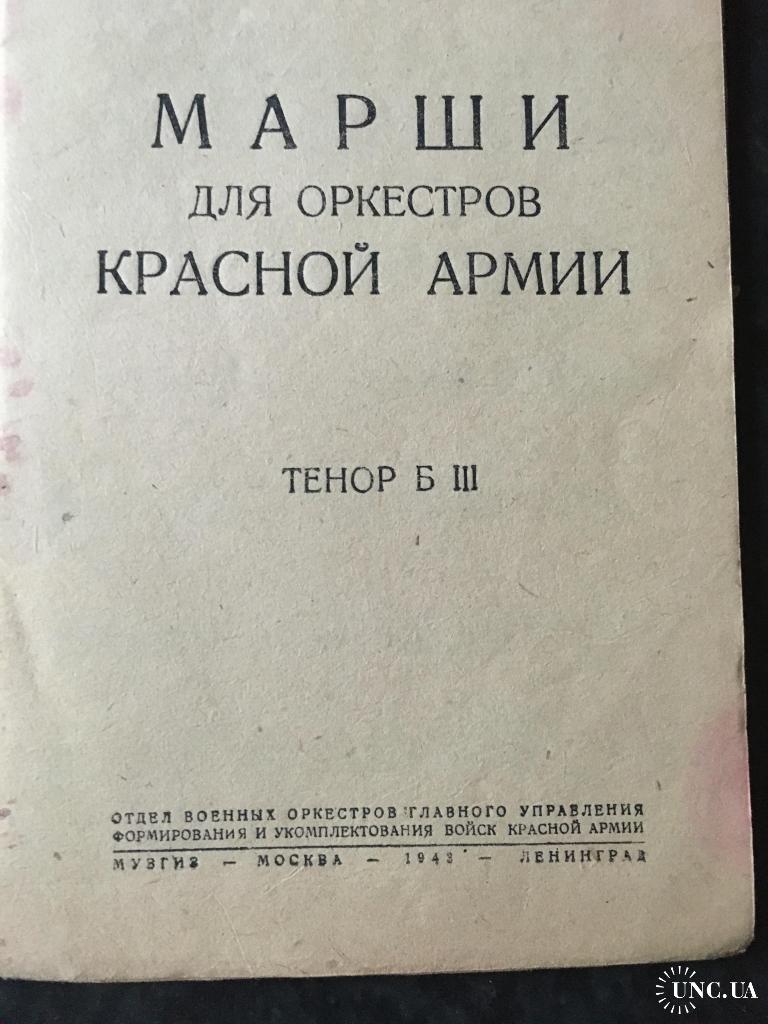 МАРШИ
ДЛЯ ОРКЕСТРОВ
КРАСНОЙ АРМИИ
ТЕНОР Б III
ОТДЕЛ ВОЕННЫХ ОРКЕСТРОВ ГЛАВНОГО УПРАВЛЕНИЯ
ФОРМИРОВАНИЯ И УКОМПЛЕКТОВАНИЯ ВОЙСК КРАСНОЙ АРМИИ
МУЗГИЗ — МОСКВА — 1943 — ЛЕНИНГРАД
UNC.UA